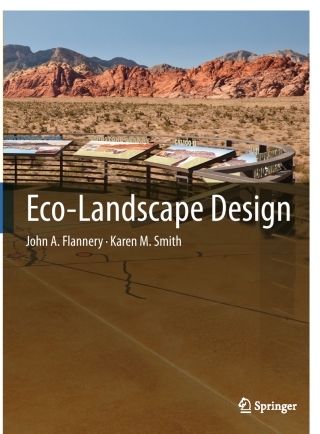 Eco-Landscape Design
John A. Flannery · Karen M. Smith
Springer